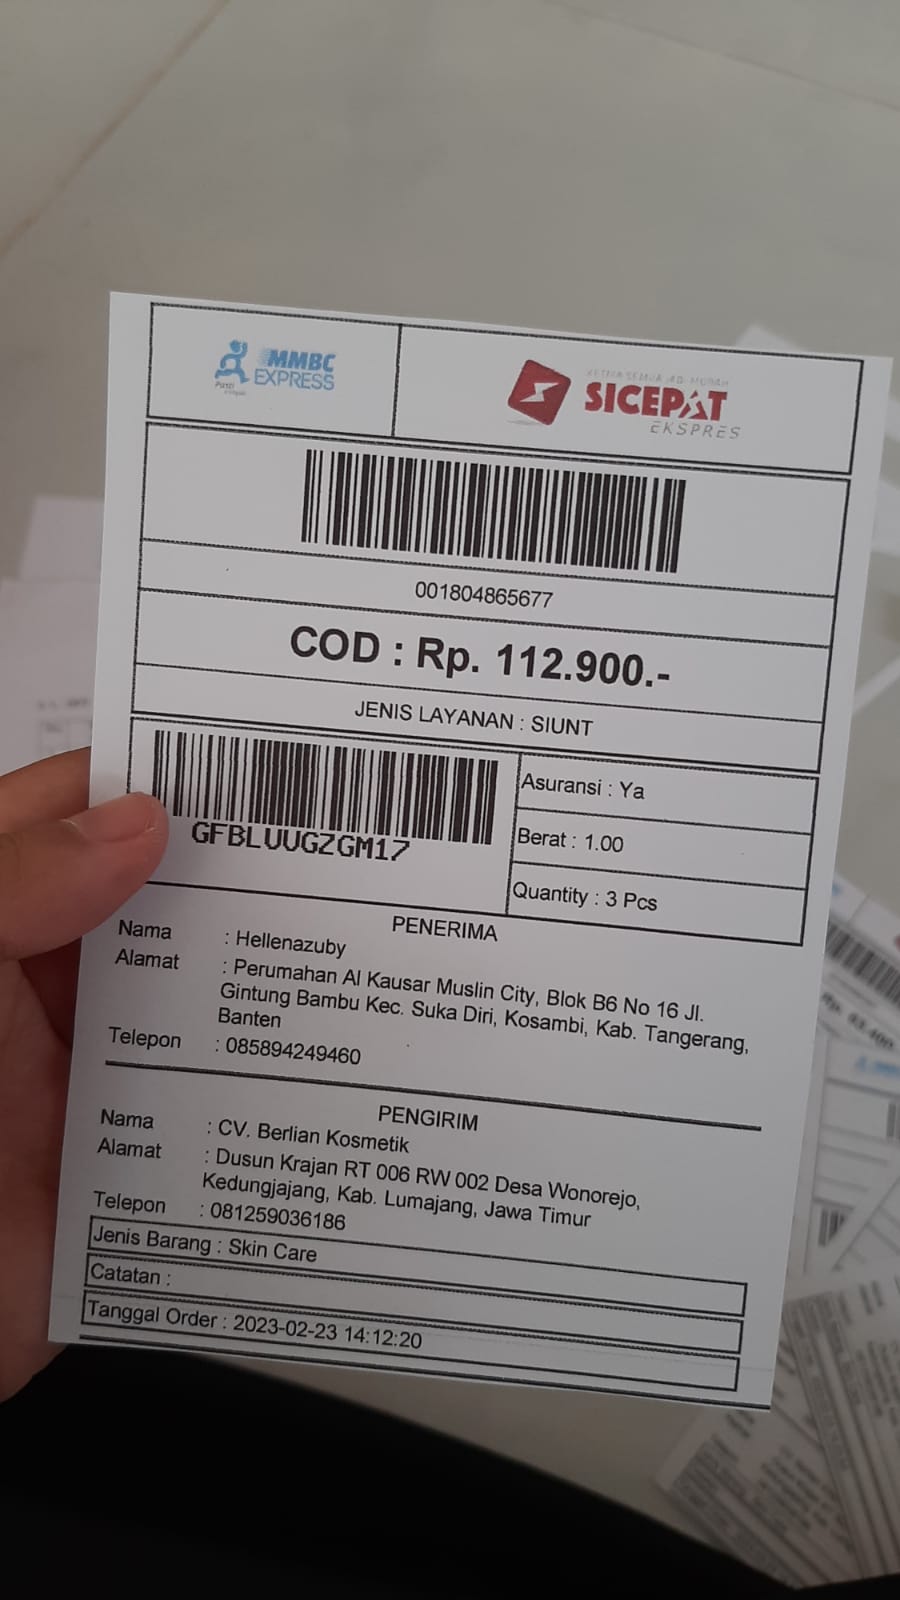 MMBC
EXPRESS
SICEPAT
EKSPRES
001804865677
COD : Rp. 112.900.-
JENIS LAYANAN : SIUNT
GFBLUUGZGM17
Asuransi : Ya
Berat : 1.00
Quantity : 3 Pcs
PENERIMA
Nama : Hellenazuby
Alamat : Perumahan Al Kausar Muslin City, Blok B6 No 16 Jl.
Gintung Bambu Kec. Suka Diri, Kosambi, Kab. Tangerang,
Banten
Telepon : 085894249460
PENGIRIM
Nama : CV. Berlian Kosmetik
Alamat : Dusun Krajan RT 006 RW 002 Desa Wonorejo,
Kedungjajang, Kab. Lumajang, Jawa Timur
Telepon : 081259036186
Jenis Barang : Skin Care
Catatan :
Tanggal Order : 2023-02-23 14:12:20